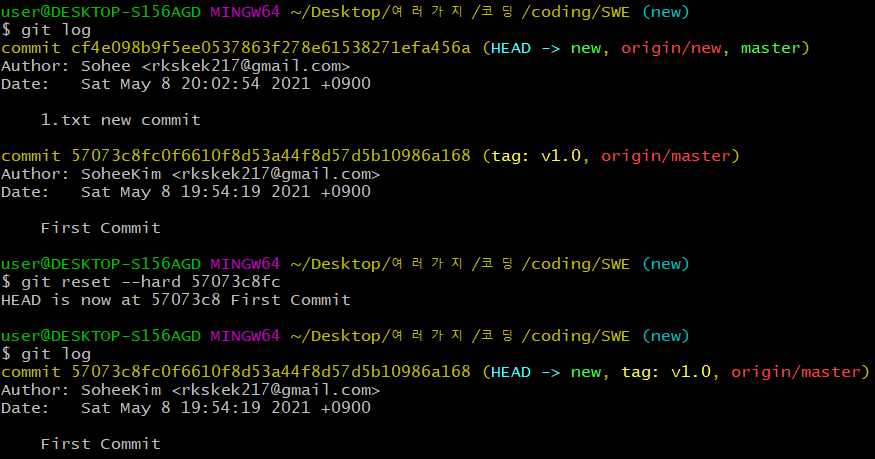 user@DESKTOP-S156AGD MINGW64 ~/Desktop/여러가지/코딩/coding/SWE (new)
$ git log
commit cf4e098b9f5ee0537863f278e61538271efa456a (HEAD -> new, origin/new, master)
Author: Sohee <rkskek217@gmail.com>
Date:   Sat May 8 20:02:54 2021 +0900
    1.txt new commit
commit 57073c8fc0f6610f8d53a44f8d57d5b10986a168 (tag: v1.0, origin/master)
Author: SoheeKim <rkskek217@gmail.com>
Date:   Sat May 8 19:54:19 2021 +0900
    First Commit
user@DESKTOP-S156AGD MINGW64 ~/Desktop/여러가지/코딩/coding/SWE (new)
$ git reset --hard 57073c8fc
HEAD is now at 57073c8 First Commit
user@DESKTOP-S156AGD MINGW64 ~/Desktop/여러가지/코딩/coding/SWE (new)
$ git log
commit 57073c8fc0f6610f8d53a44f8d57d5b10986a168 (HEAD -> new, tag: v1.0, origin/master)
Author: SoheeKim <rkskek217@gmail.com>
Date:   Sat May 8 19:54:19 2021 +0900
    First Commit